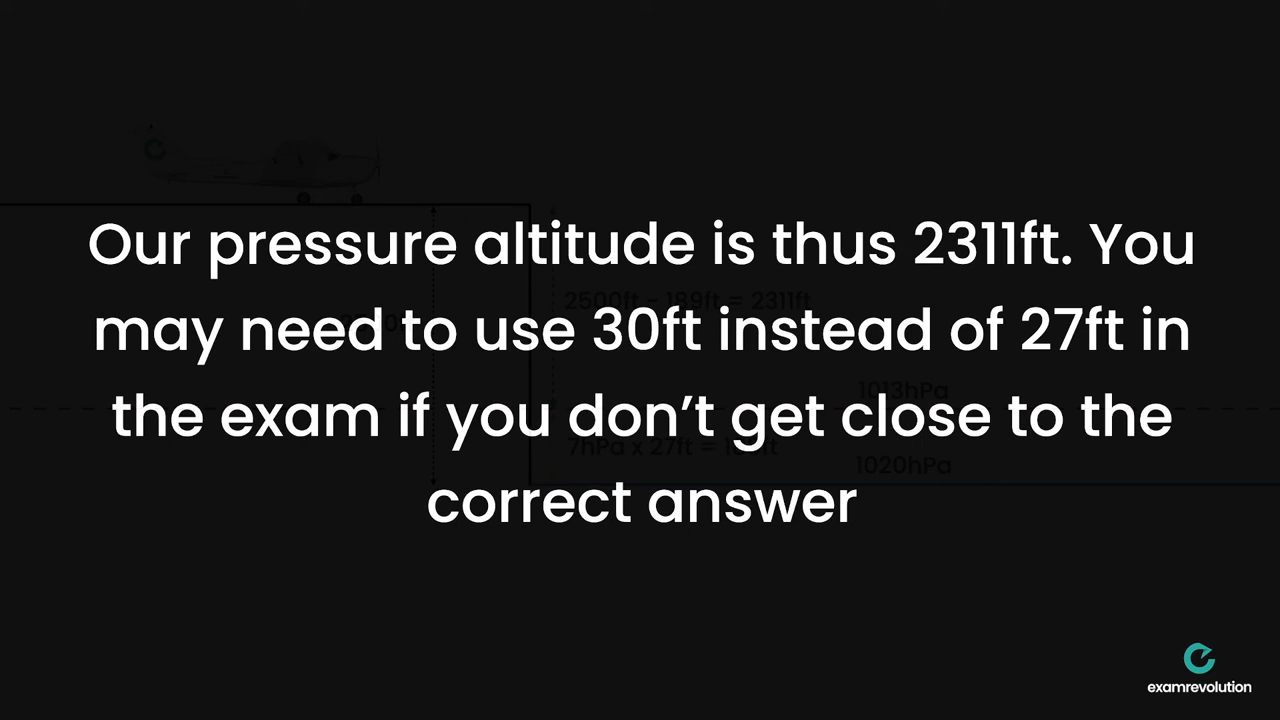 Our pressure altitude is thus 2311ft. You
may need to use 30ft instead of 27ft in
the exam if you don’t get close to the
correct answer
2500ft - 189ft = 2311ft
1013hPa
7hPa x 27ft = 189ft
1020hPa
examrevolution